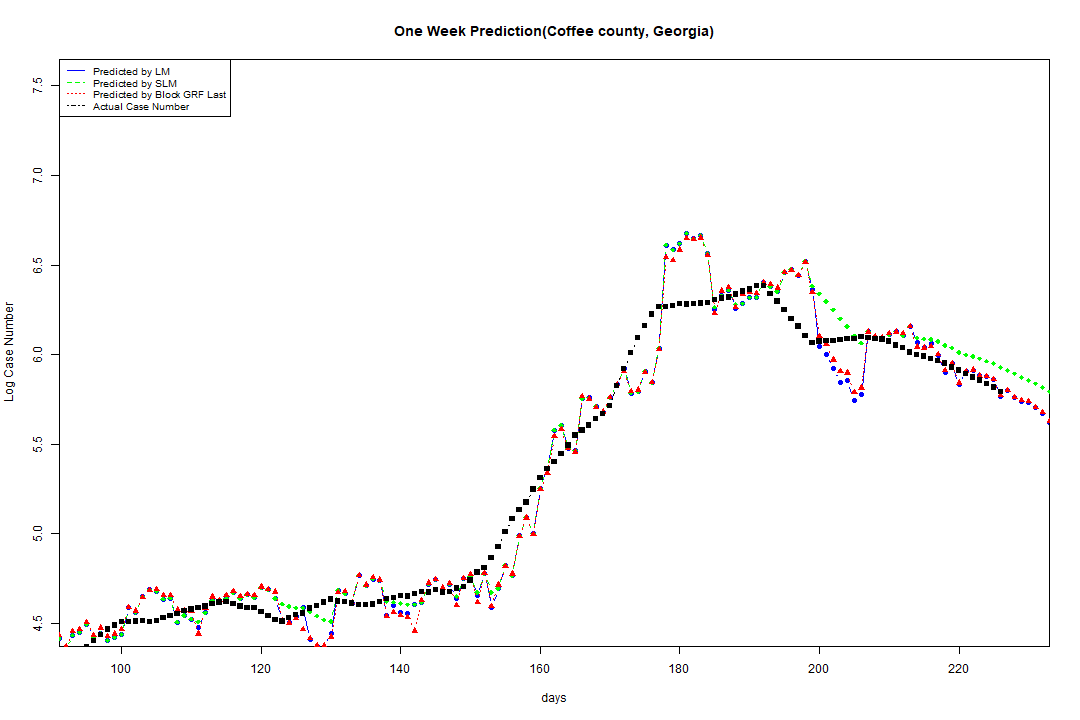 One Week Prediction(Coffee county, Georgia)
Predicted by LM
Predicted by SLM
Predicted by Block GRF Last
Actual Case Number
7.5
7.0
6.5
6.0
5.5
5.0
4.5
Log Case Number
100 120 140 160 180 200 220
days